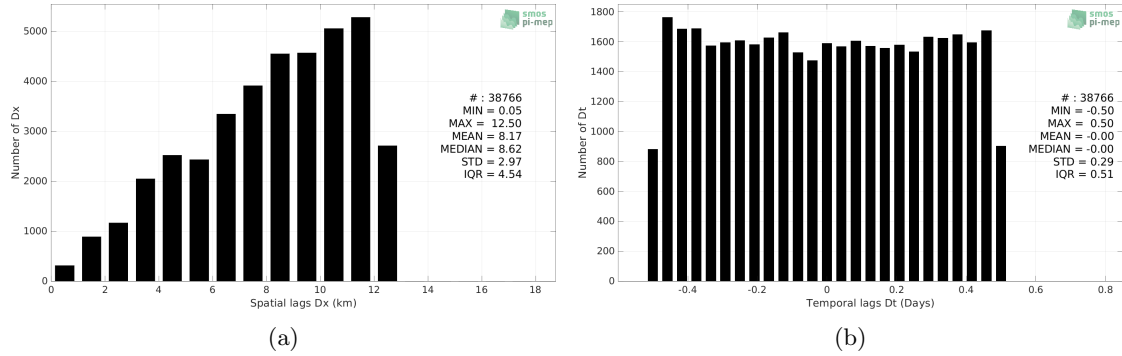 smos
pi-mep
5000
4000
3000
2000
1000
0
Number of Dx
# : 38766
MIN = 0.05
MAX = 12.50
MEAN = 8.17
MEDIAN = 8.62
STD = 2.97
IQR = 4.54
0 2 4 6 8 10 12 14 16 18
Spatial lags Dx (km)
(a)
smos
pi-mep
1800
1600
1400
1200
1000
800
600
400
200
0
Number of Dt
# : 38766
MIN = -0.50
MAX = 0.50
MEAN = -0.00
MEDIAN = -0.00
STD = 0.29
IQR = 0.51
-0.4 -0.2 0 0.2 0.4 0.6 0.8
Temporal lags Dt (Days)
(b)